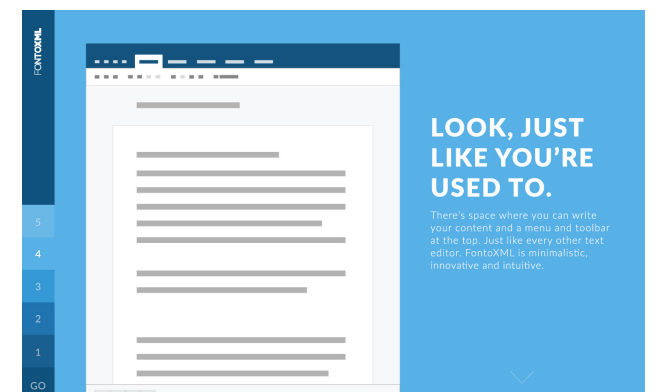 FONTOXML
5
4
3
2
1
GO
LOOK, JUST
LIKE YOU'RE
USED TO.
There's space where you can write
your content and a menu and toolbar
at the top. Just like every other text
editor. FontoXML is minimalistic,
innovative and intuitive.